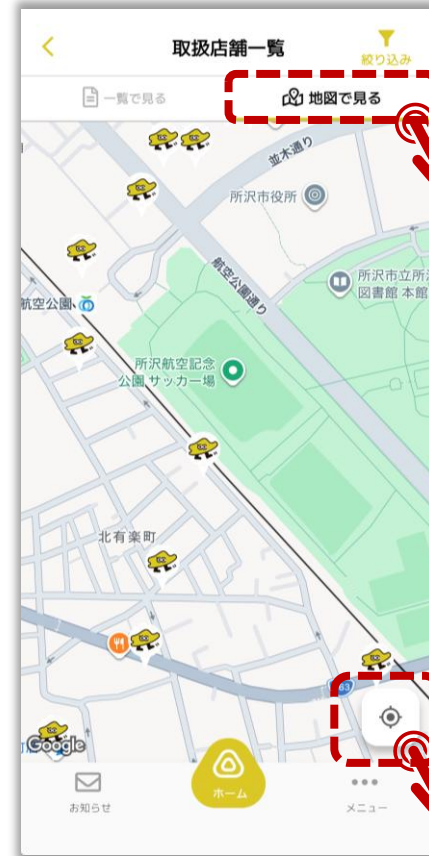 取扱店舗一覧
絞り込み
一覧で見る
地図で見る
並木通り
所沢市役所
航空公園通り
所沢市立所
図書館 本館
航空公園
所沢航空記念
公園 サッカー場
北有楽町
Google
お知らせ
ホーム
メニュー